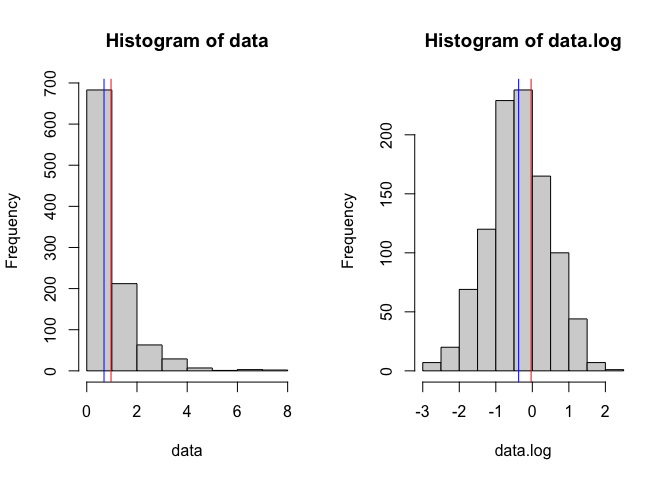 Histogram of data
Frequency
0 100 200 300 400 500 600 700
0 2 4 6 8
data
Histogram of data.log
Frequency
0 50 100 150 200
-3 -2 -1 0 1 2
data.log